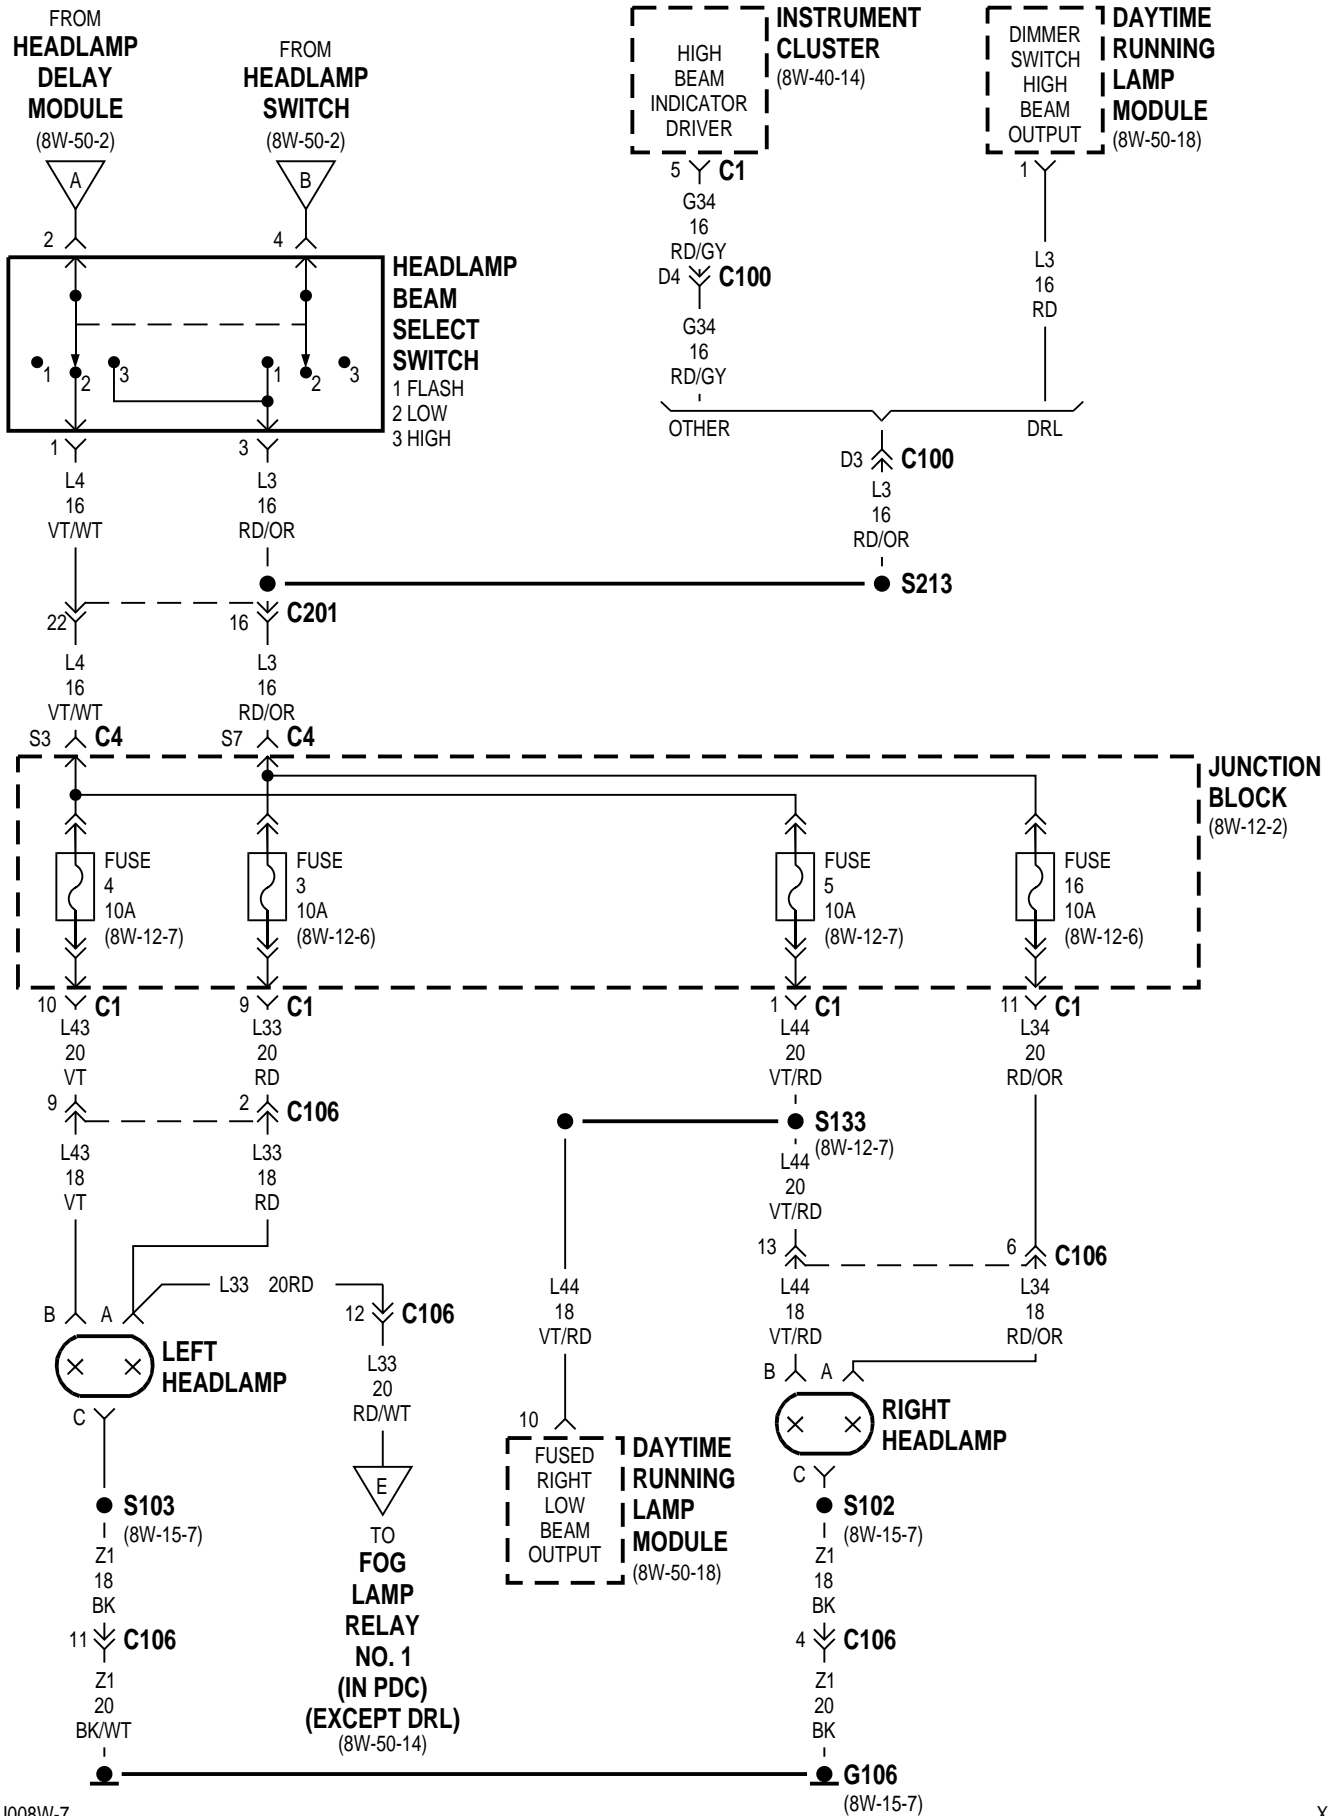 FROM
HEADLAMP
DELAY
MODULE
(8W-50-2)
A
2
FROM
HEADLAMP
SWITCH
(8W-50-2)
B
4
HIGH
BEAM
INDICATOR
DRIVER
INSTRUMENT
CLUSTER
(8W-40-14)
5
C1
G34
16
RD/GY
D4
C100
G34
16
RD/GY
OTHER
DIMMER
SWITCH
HIGH
BEAM
OUTPUT
DAYTIME
RUNNING
LAMP
MODULE
(8W-50-18)
1
L3
16
RD
DRL
D3
C100
L3
16
RD/OR
S213
HEADLAMP
BEAM
SELECT
SWITCH
1 FLASH
2 LOW
3 HIGH
1
2
3
1
2
3
1
L4
16
VT/WT
3
L3
16
RD/OR
22
16
C201
L4
16
VT/WT
L3
16
RD/OR
S3
C4
S7
C4
JUNCTION
BLOCK
(8W-12-2)
FUSE
4
10A
(8W-12-7)
FUSE
3
10A
(8W-12-6)
FUSE
5
10A
(8W-12-7)
FUSE
16
10A
(8W-12-6)
10
C1
L43
20
VT
9
C1
L33
20
RD
1
C1
L44
20
VT/RD
11
C1
L34
20
RD/OR
9
2
C106
L43
18
VT
L33
18
RD
S133
(8W-12-7)
L44
20
VT/RD
13
6
C106
L44
18
VT/RD
L34
18
RD/OR
L33
20RD
12
C106
L33
20
RD/WT
E
TO
FOG
LAMP
RELAY
NO. 1
(IN PDC)
(EXCEPT DRL)
(8W-50-14)
B
A
LEFT
HEADLAMP
C
S103
(8W-15-7)
Z1
18
BK
11
C106
Z1
20
BK/WT
L44
18
VT/RD
10
FUSED
RIGHT
LOW
BEAM
OUTPUT
DAYTIME
RUNNING
LAMP
MODULE
(8W-50-18)
B
A
RIGHT
HEADLAMP
C
S102
(8W-15-7)
Z1
18
BK
4
C106
Z1
20
BK
G106
(8W-15-7)